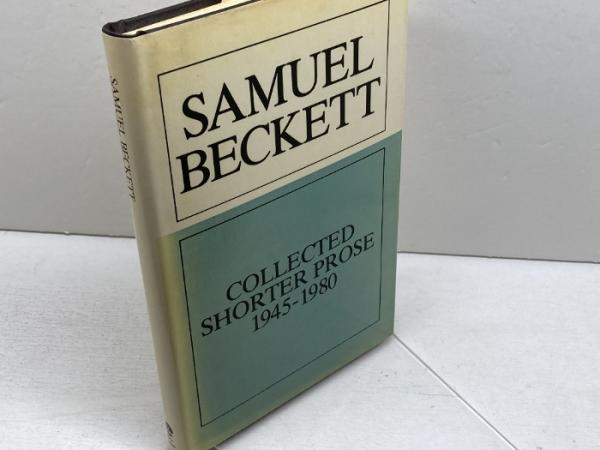 SAMUEL
BECKETT
COLLECTED
SHORTER PROSE
1945-1980
SAMUEL BECKETT